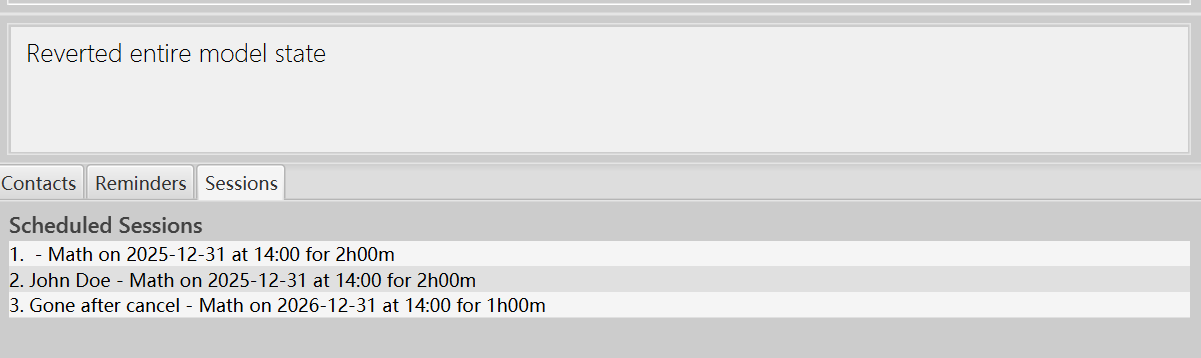 Reverted entire model state
Contacts Reminders Sessions
Scheduled Sessions
1.  - Math on 2025-12-31 at 14:00 for 2h00m
2. John Doe - Math on 2025-12-31 at 14:00 for 2h00m
3. Gone after cancel - Math on 2026-12-31 at 14:00 for 1h00m